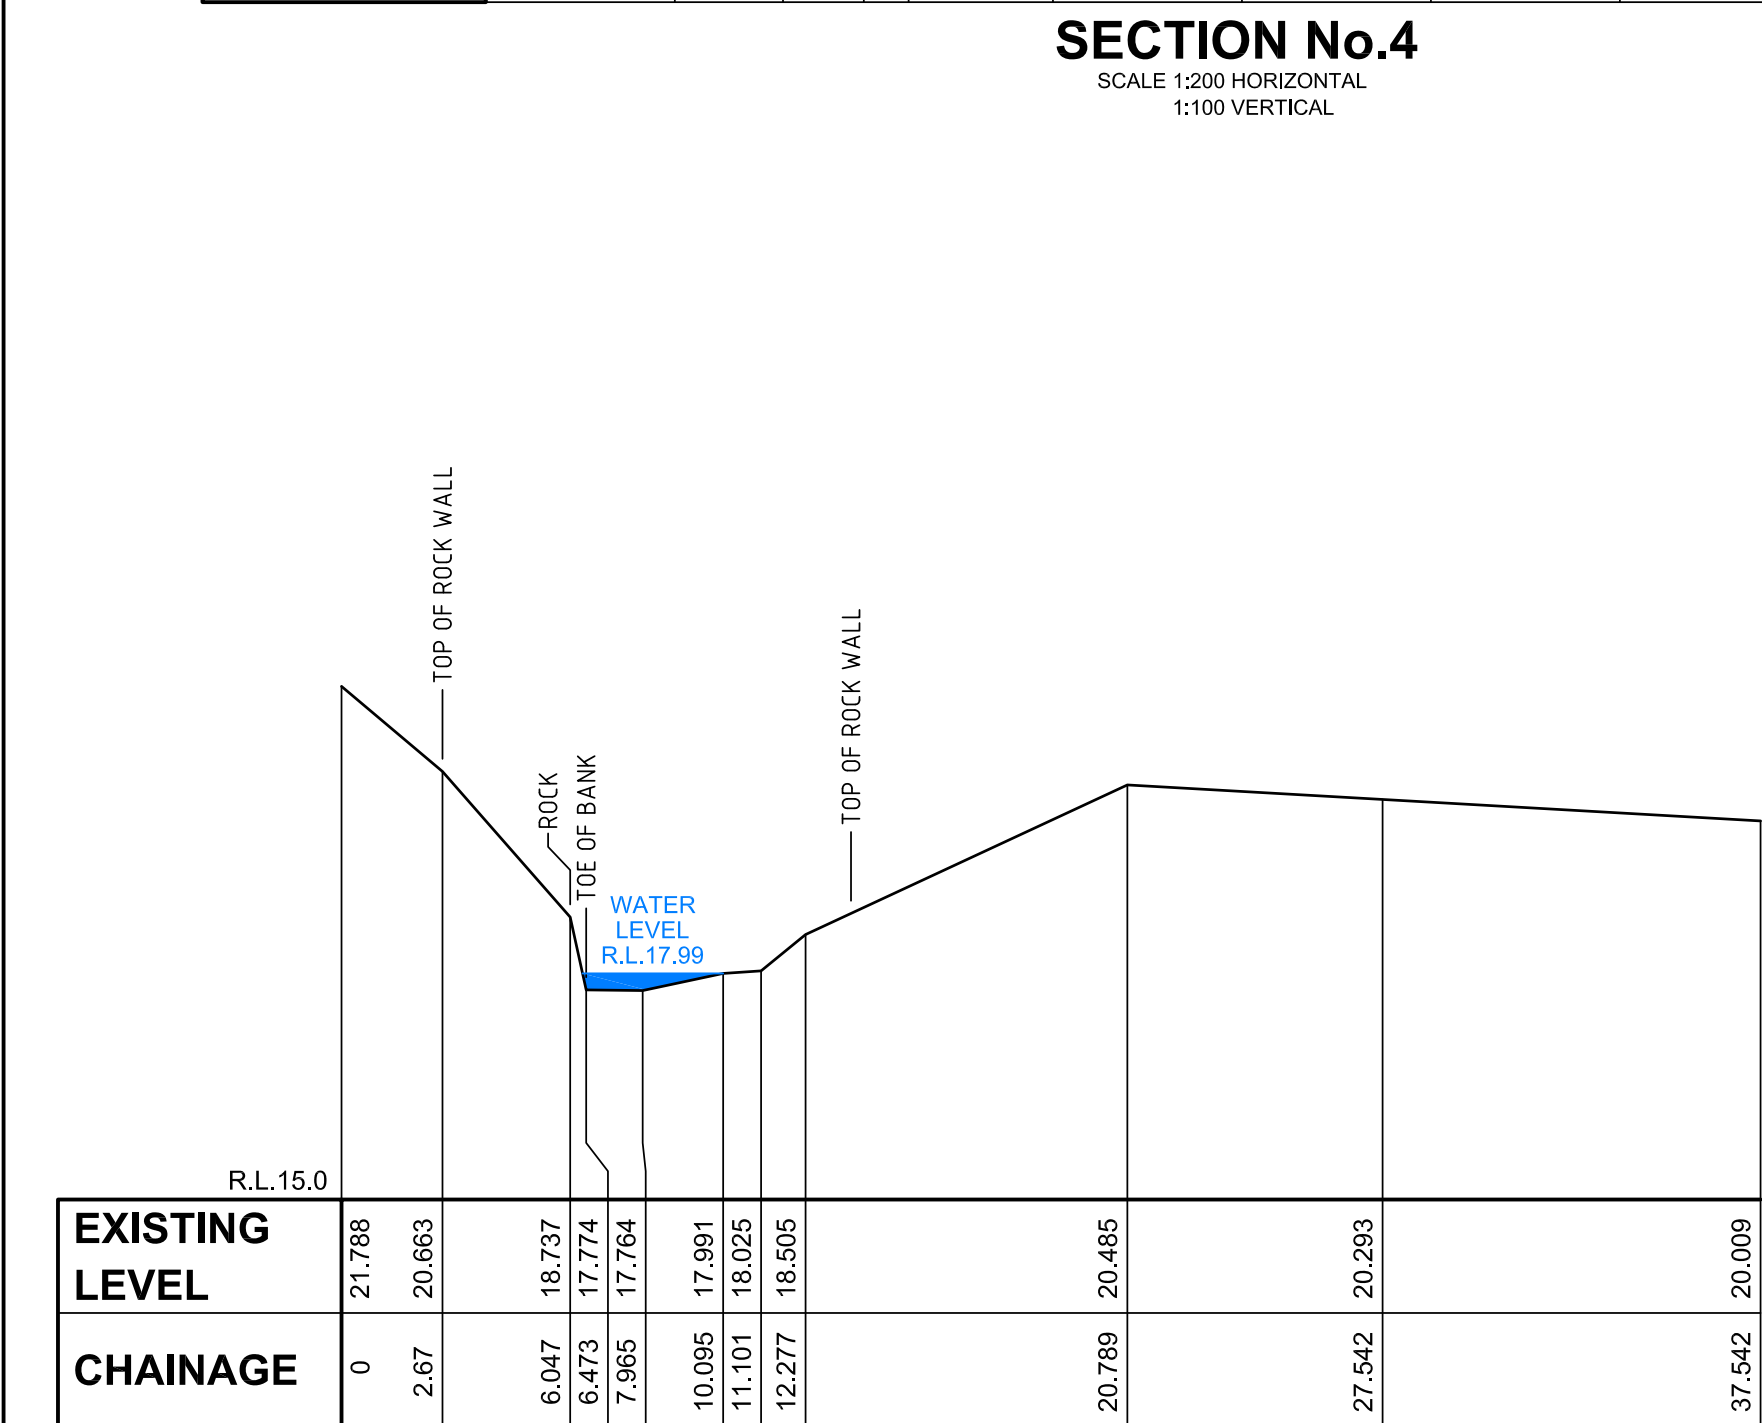 SECTION No.4
SCALE 1:200 HORIZONTAL
1:100 VERTICAL
TOP OF ROCK WALL
ROCK
TOE OF BANK
WATER
LEVEL
R.L.17.99
TOP OF ROCK WALL
R.L.15.0
EXISTING
LEVEL
21.788
20.663
18.737
17.774
17.764
17.991
18.025
18.505
20.485
20.293
20.009
CHAINAGE
0
2.67
6.047
6.473
7.965
10.095
11.101
12.277
20.789
27.542
37.542